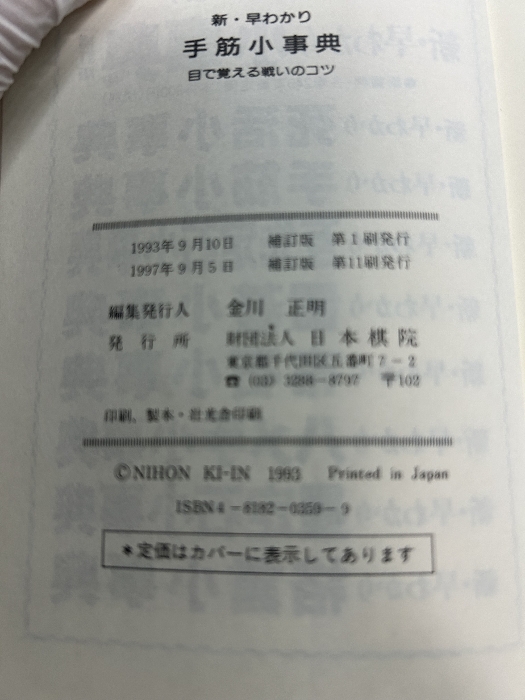 新・早わかり
手筋小事典
目で覚える戦いのコツ
1993年9月10日 補訂版 第1刷発行
1997年9月5日 補訂版 第11刷発行
編集発行人 金川 正明
発行所 財団法人 日本棋院
東京都千代田区五番町7－2
☎ (03) 3288－8797 〒102
印刷、製本・
©NIHON KI-IN 1993 Printed in Japan
ISBN4－8182－0359－9
＊定価はカバーに表示してあります